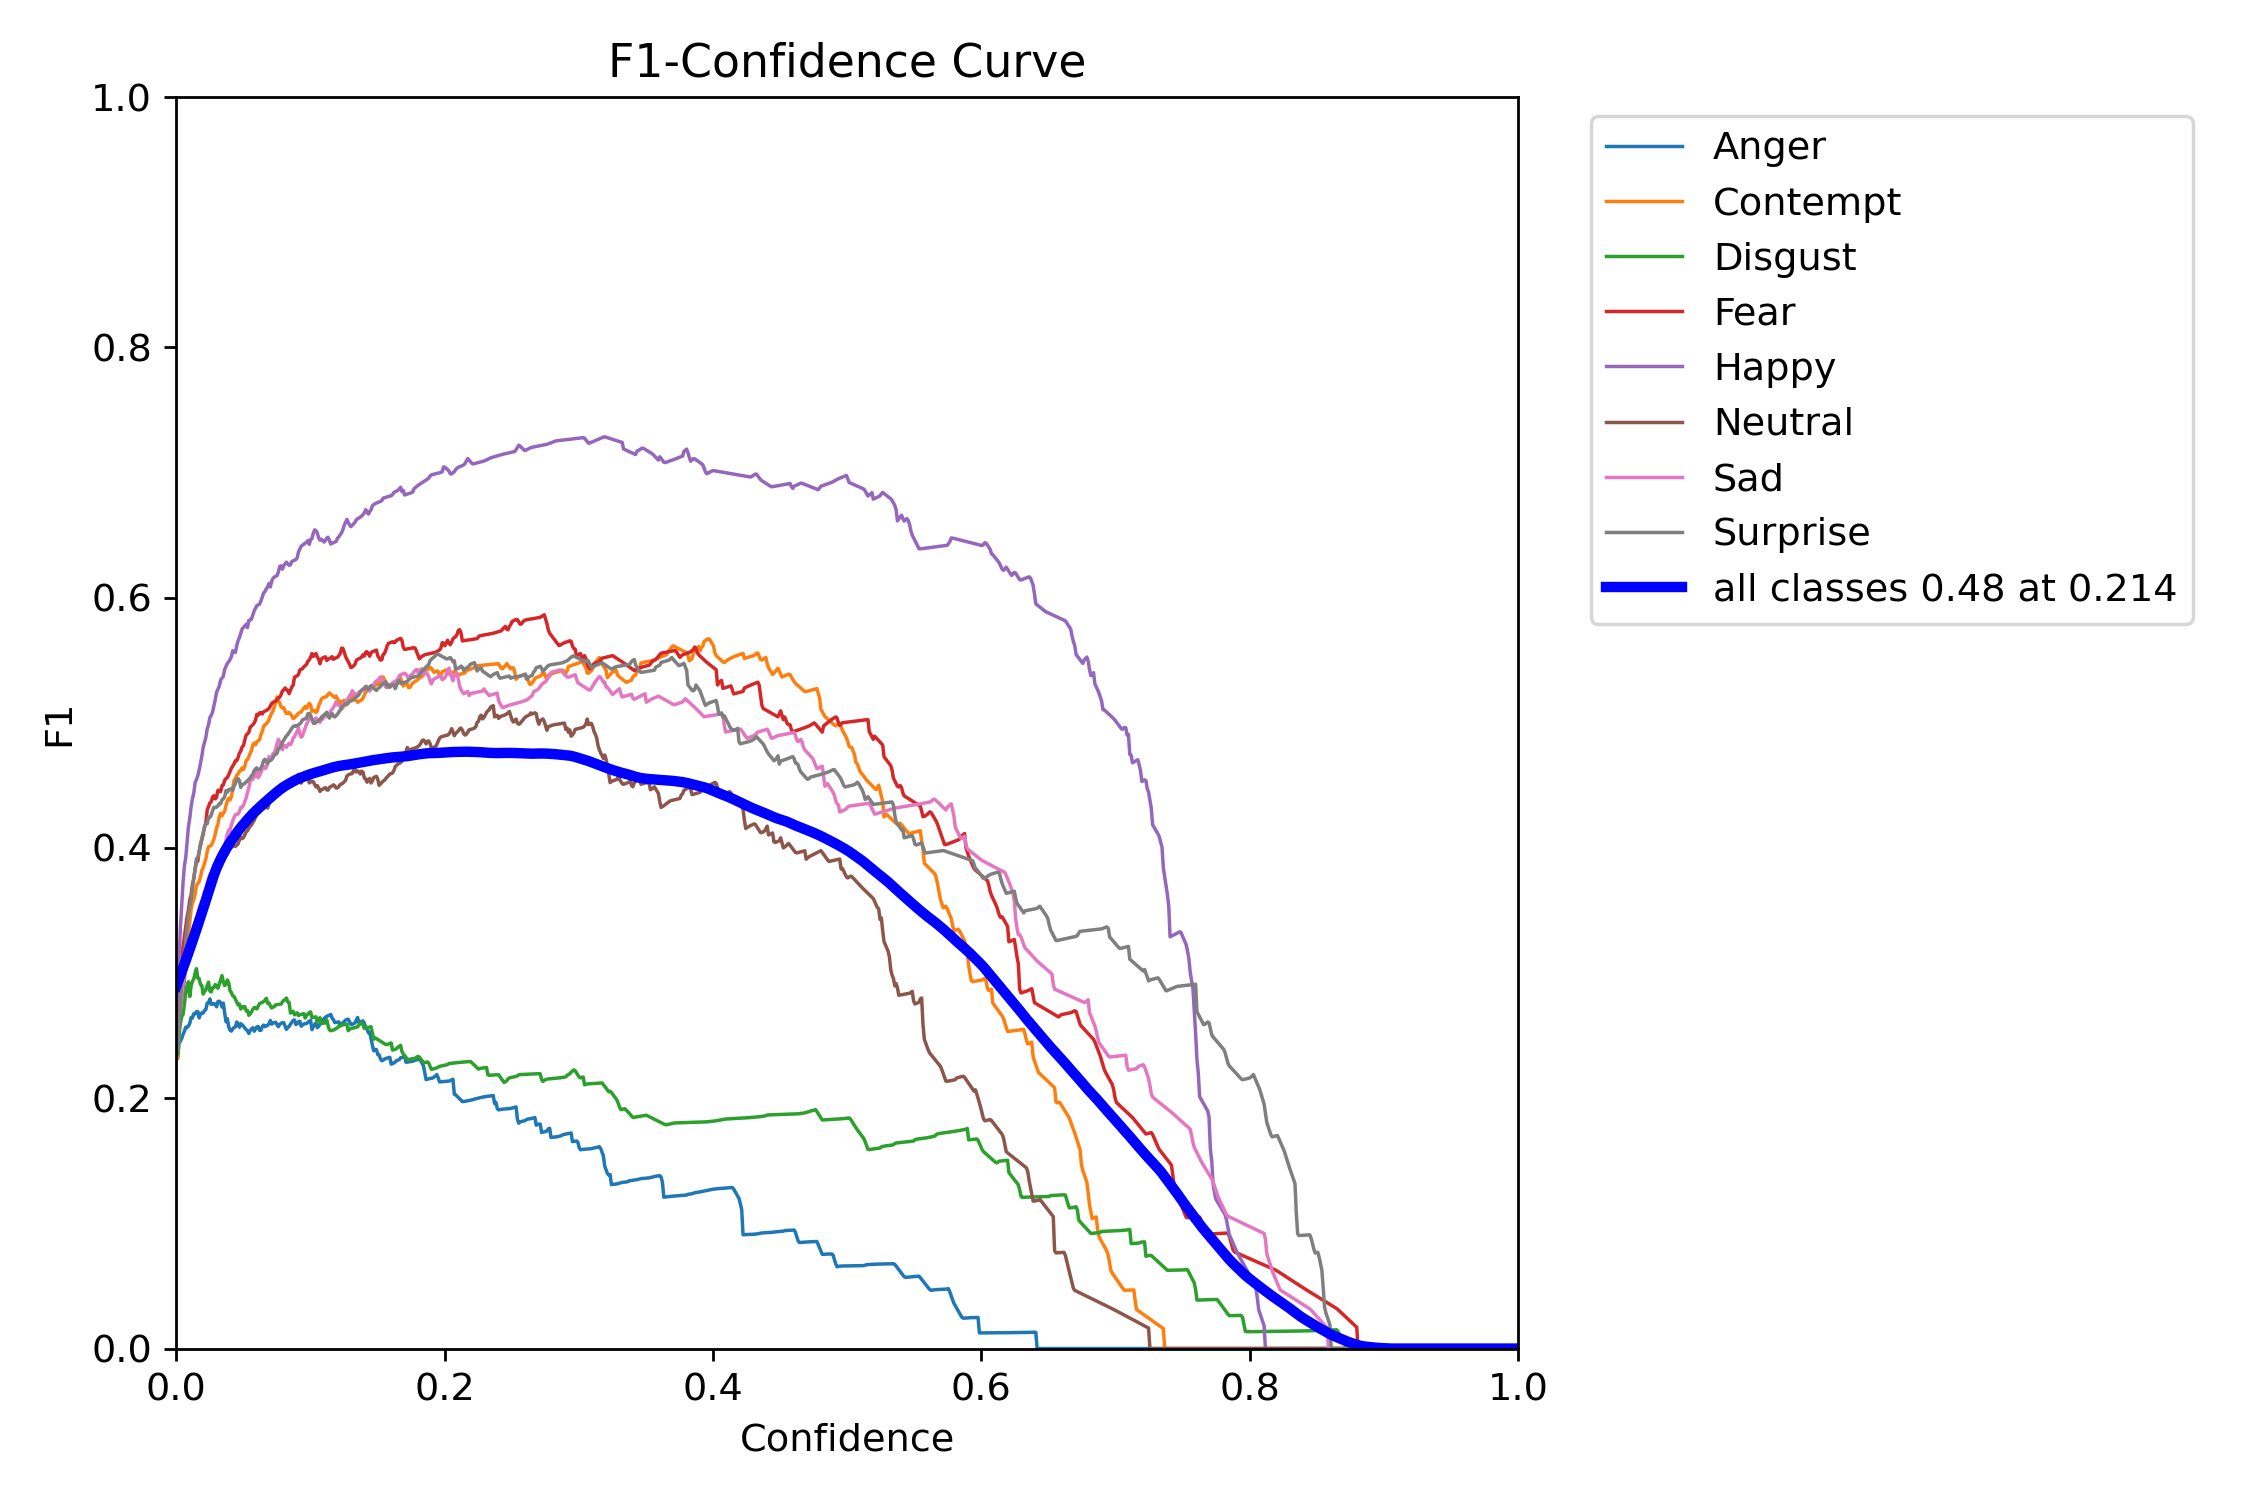 F1-Confidence Curve
1.0
0.8
0.6
0.4
0.2
0.0
F1
0.0 0.2 0.4 0.6 0.8 1.0
Confidence
Anger
Contempt
Disgust
Fear
Happy
Neutral
Sad
Surprise
all classes 0.48 at 0.214